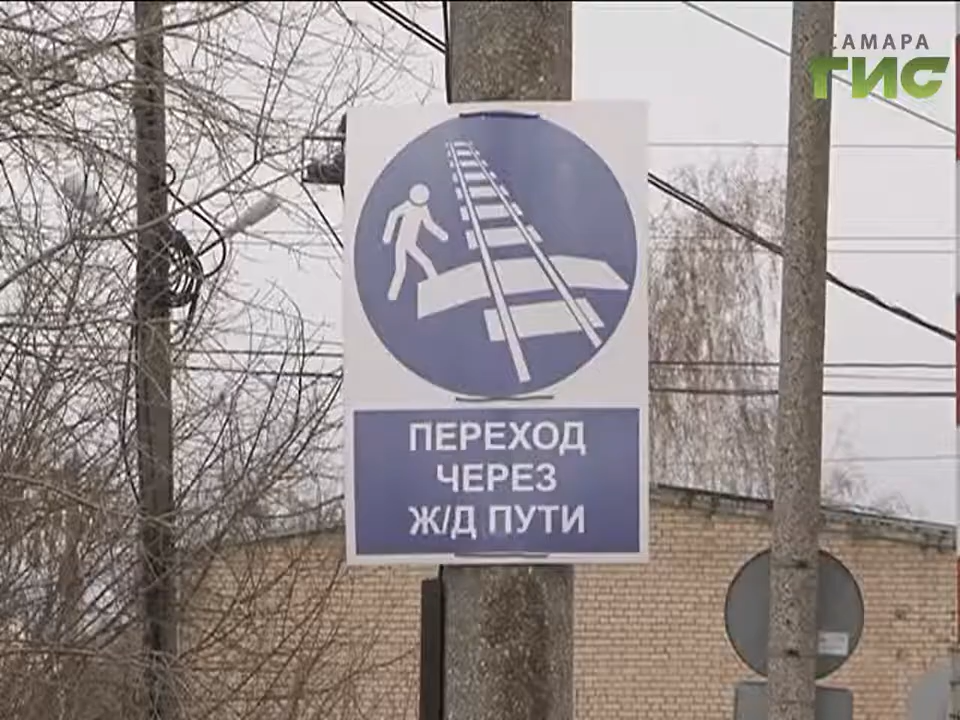 САМАРА
ГИС
ПЕРЕХОД
ЧЕРЕЗ
Ж/Д ПУТИ